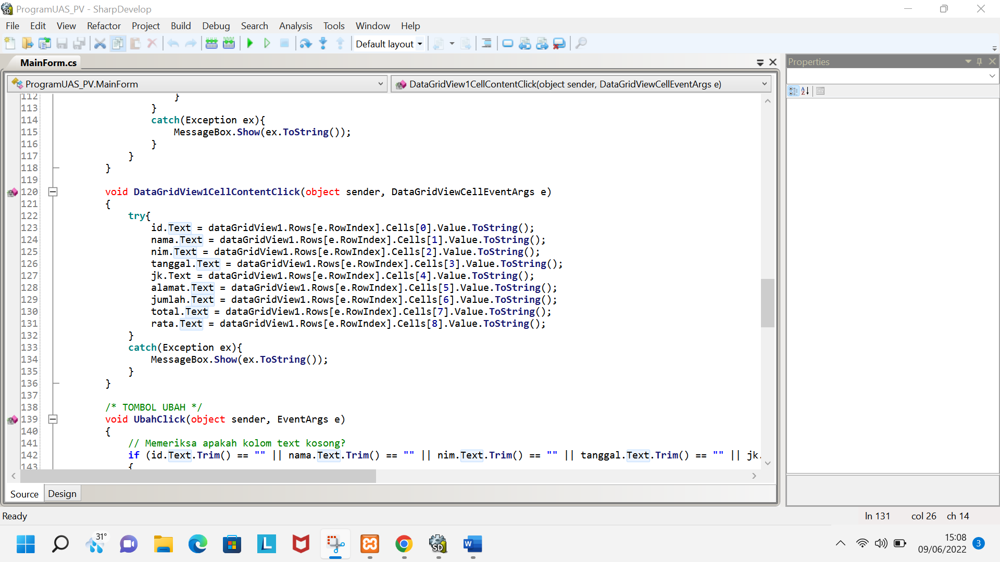 ProgramUAS_PV - SharpDevelop
File Edit View Refactor Project Build Debug Search Analysis Tools Window Help
Default layout
MainForm.cs
Properties
ProgramUAS_PV.MainForm
DataGridView1CellContentClick(object sender, DataGridViewCellEventArgs e)
112 }
113 }
114 catch(Exception ex){
115 MessageBox.Show(ex.ToString());
116 }
117 }
118 }
119
120 void DataGridView1CellContentClick(object sender, DataGridViewCellEventArgs e)
121 {
122 try{
123 id.Text = dataGridView1.Rows[e.RowIndex].Cells[0].Value.ToString();
124 nama.Text = dataGridView1.Rows[e.RowIndex].Cells[1].Value.ToString();
125 nim.Text = dataGridView1.Rows[e.RowIndex].Cells[2].Value.ToString();
126 tanggal.Text = dataGridView1.Rows[e.RowIndex].Cells[3].Value.ToString();
127 jk.Text = dataGridView1.Rows[e.RowIndex].Cells[4].Value.ToString();
128 alamat.Text = dataGridView1.Rows[e.RowIndex].Cells[5].Value.ToString();
129 jumlah.Text = dataGridView1.Rows[e.RowIndex].Cells[6].Value.ToString();
130 total.Text = dataGridView1.Rows[e.RowIndex].Cells[7].Value.ToString();
131 rata.Text = dataGridView1.Rows[e.RowIndex].Cells[8].Value.ToString();
132 }
133 catch(Exception ex){
134 MessageBox.Show(ex.ToString());
135 }
136 }
137
138 /* TOMBOL UBAH */
139 void UbahClick(object sender, EventArgs e)
140 {
141 // Memeriksa apakah kolom text kosong?
142 if (id.Text.Trim() == "" || nama.Text.Trim() == "" || nim.Text.Trim() == "" || tanggal.Text.Trim() == "" || jk.
143 {
Source Design
Ready
ln 131 col 26 ch 14
31°
15:08
09/06/2022
3